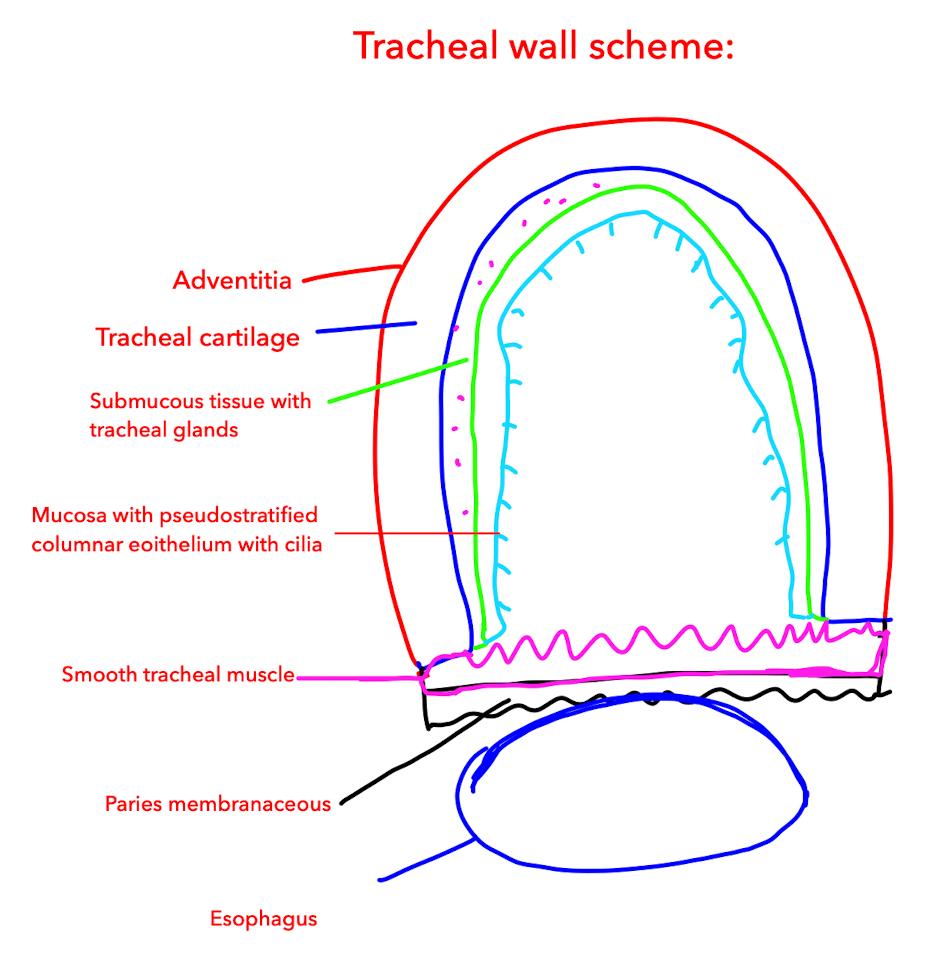 Tracheal wall scheme:
Adventitia
Tracheal cartilage
Submucous tissue with
tracheal glands
Mucosa with pseudostratified
columnar eoithelium with cilia
Smooth tracheal muscle
Paries membranaceous
Esophagus